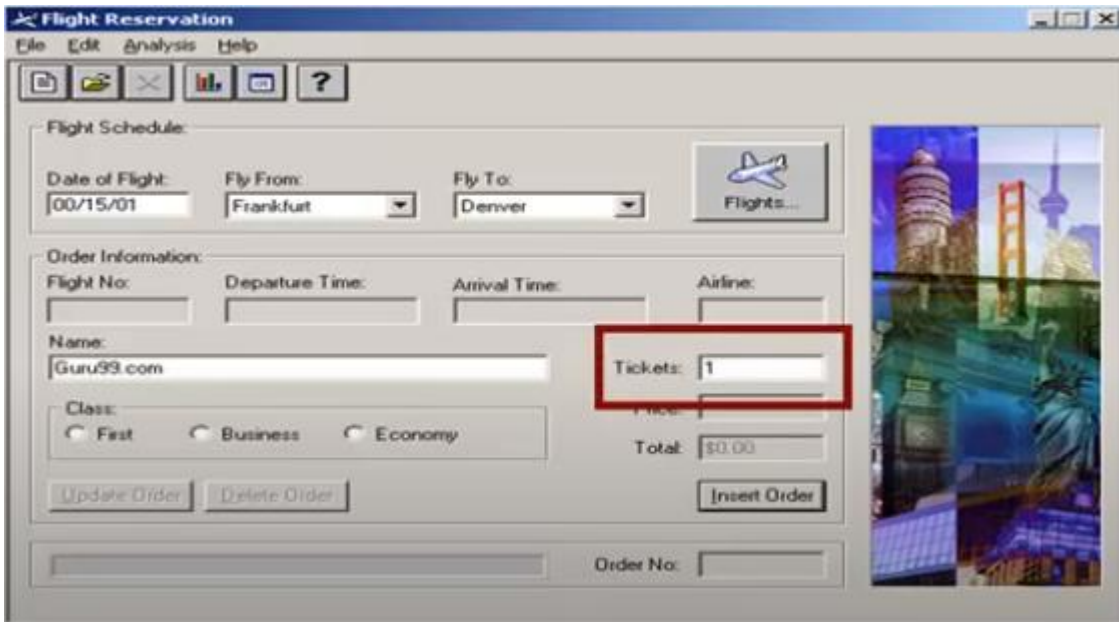 Flight Reservation
File Edit Analysis Help
?
Flight Schedule:
Date of Flight: Fly From: Fly To:
00/15/01 Frankfurt Denver Flights...
Order Information:
Flight No: Departure Time: Arrival Time: Airline:
Name:
Guru99.com Tickets: 1
Class: Price:
First Business Economy
Total: $0.00
Update Order Delete Order Insert Order
Order No: